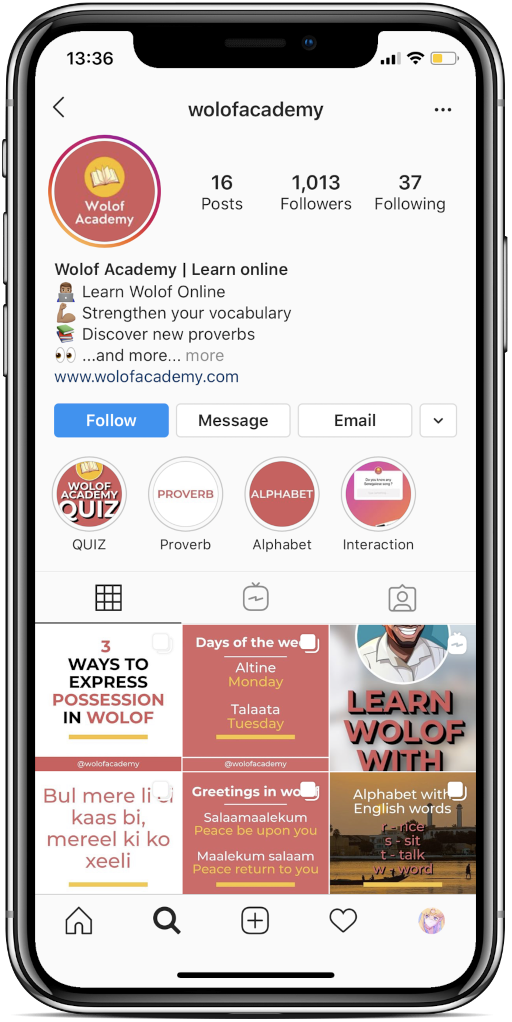 13:36
wolofacademy
Wolof
Academy
16
Posts
1,013
Followers
37
Following
Wolof Academy | Learn online
Learn Wolof Online
Strengthen your vocabulary
Discover new proverbs
...and more... more
www.wolofacademy.com
Follow
Message
Email
WOLOF
ACADEMY
QUIZ
PROVERB
ALPHABET
Do you know any
Senegalese song ?
QUIZ
Proverb
Alphabet
Interaction
3
WAYS TO
EXPRESS
POSSESSION
IN WOLOF
@wolofacademy
Days of the
Altine
Monday
Talaata
Tuesday
@wolofacademy
LEARN
WOLOF
WITH
Bul mere li
kaas bi,
mereel ki ko
xeeli
Greetings in
Salaamaalekum
Peace be upon you
Maalekum salaam
Peace return to you
Alphabet with
English words
r - rice
s - sit
t - talk
w - word